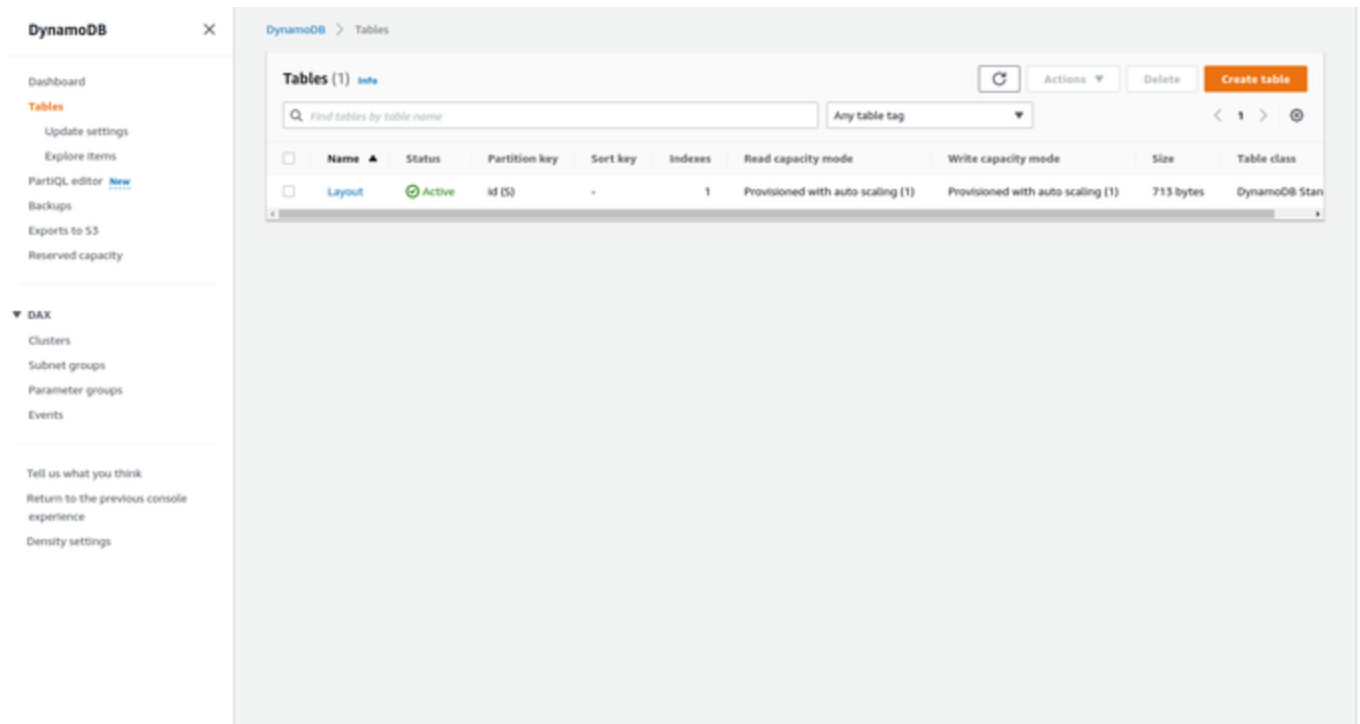 DynamoDB
Dashboard
Tables
Update settings
Explore items
PartiQL editor New
Backups
Exports to S3
Reserved capacity
DAX
Clusters
Subnet groups
Parameter groups
Events
Tell us what you think
Return to the previous console
experience
Density settings
DynamoDB > Tables
Tables (1) Info
Actions Delete Create table
Find tables by table name Any table tag < 1 >
Name Status Partition key Sort key Indexes Read capacity mode Write capacity mode Size Table class
Layout Active id (S) - 1 Provisioned with auto scaling (1) Provisioned with auto scaling (1) 713 bytes DynamoDB Stan